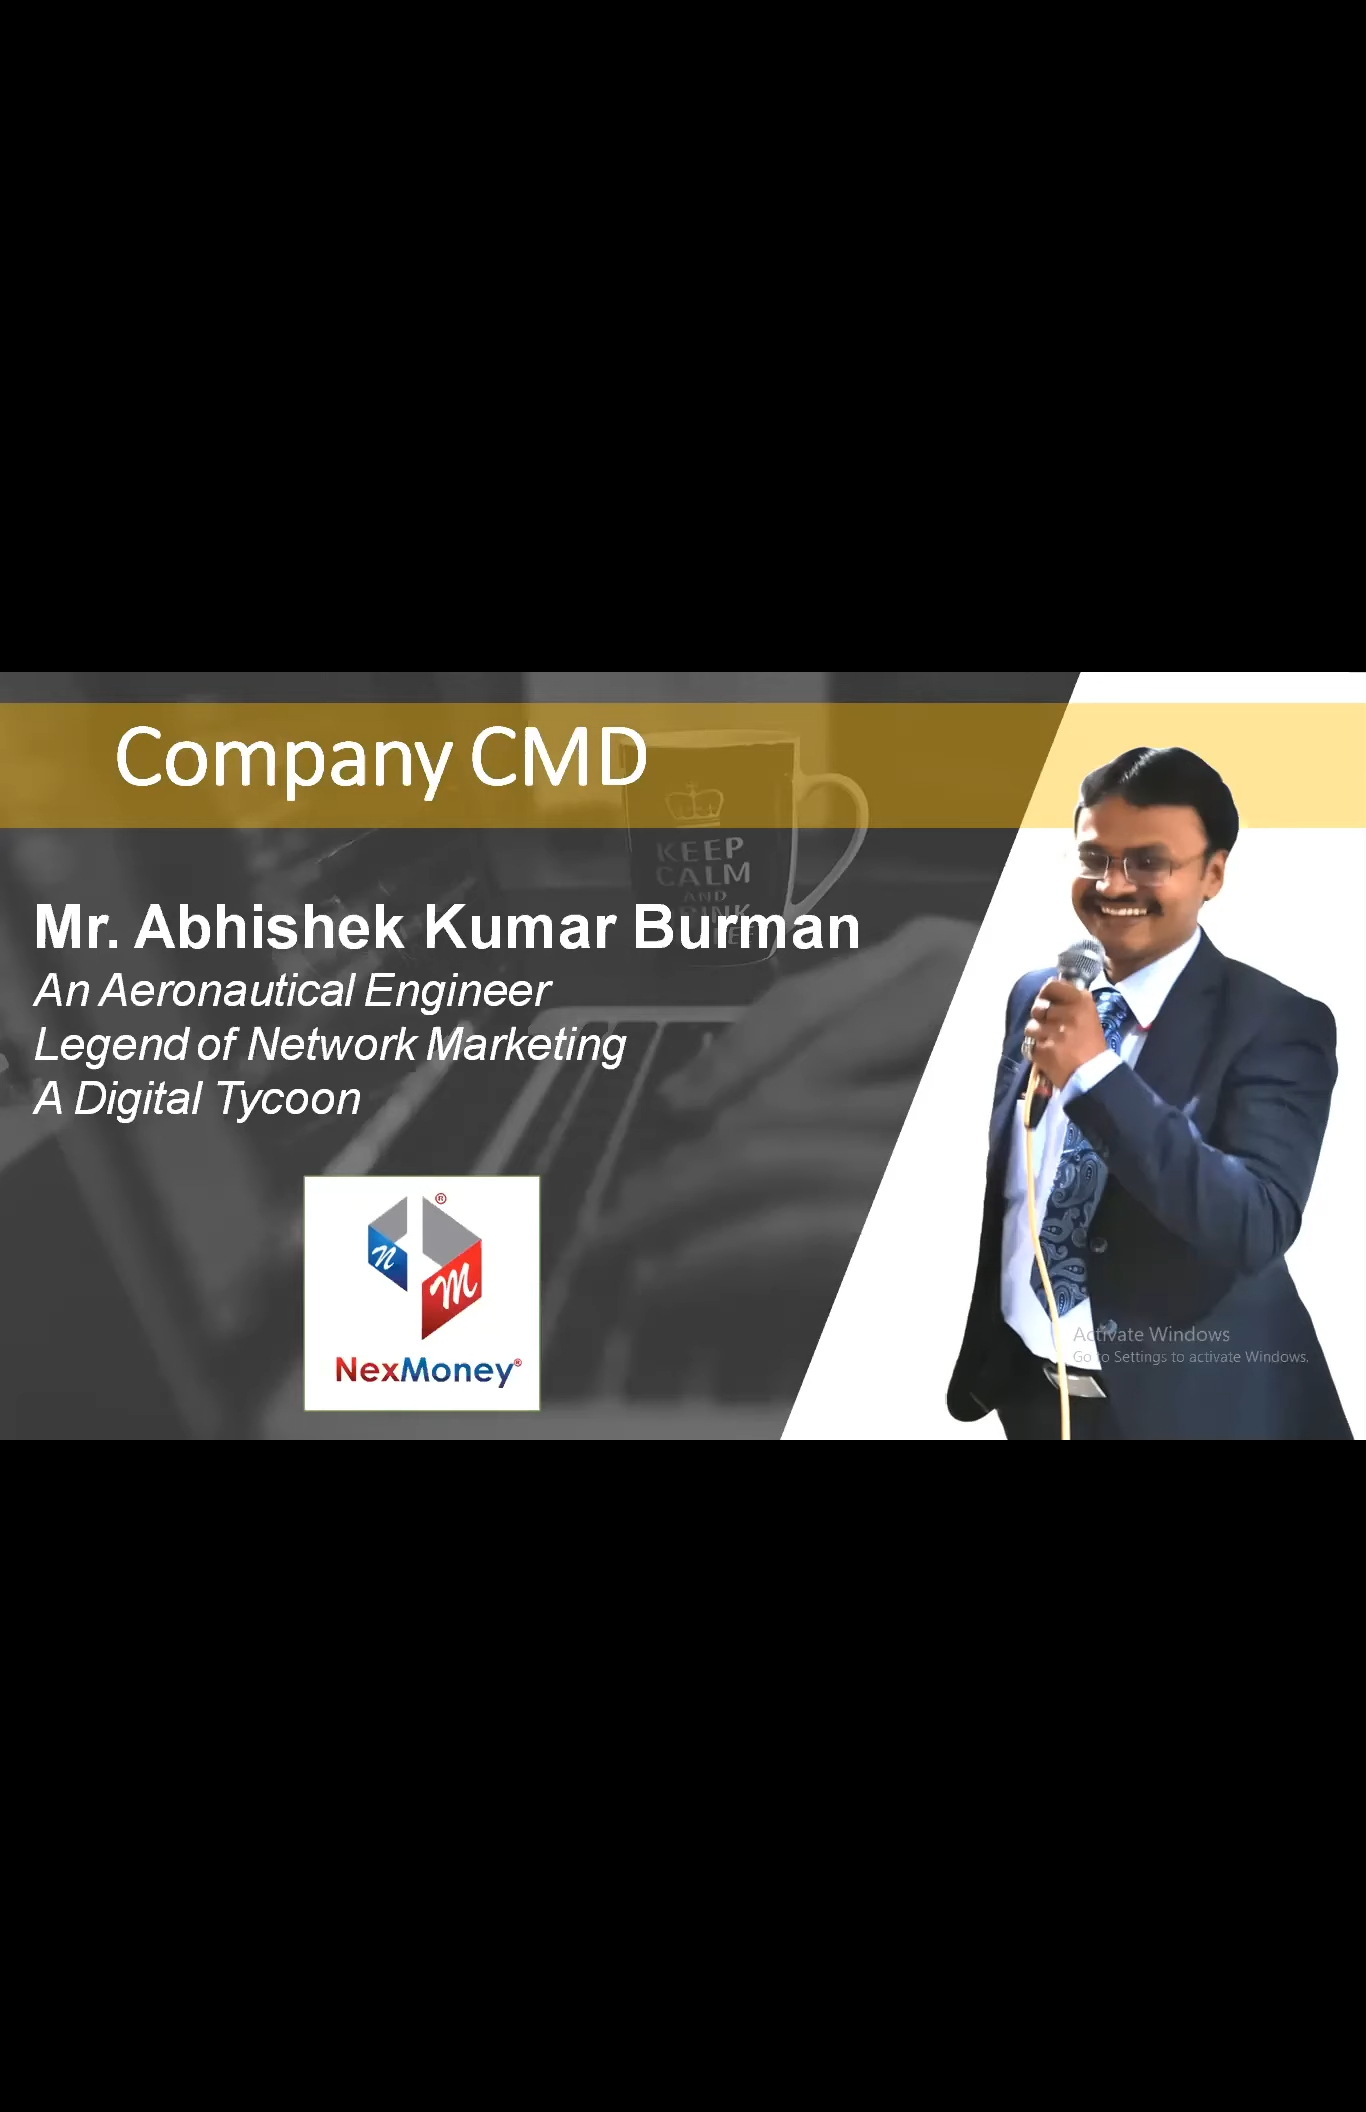 Company CMD
KEEP
CALM
AND
Mr. Abhishek Kumar Burman
An Aeronautical Engineer
Legend of Network Marketing
A Digital Tycoon
®
n
m
NexMoney®
Activate Windows
Go to Settings to activate Windows.